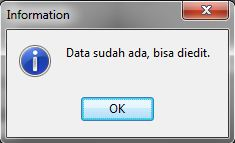 Information
Data sudah ada, bisa diedit.
OK